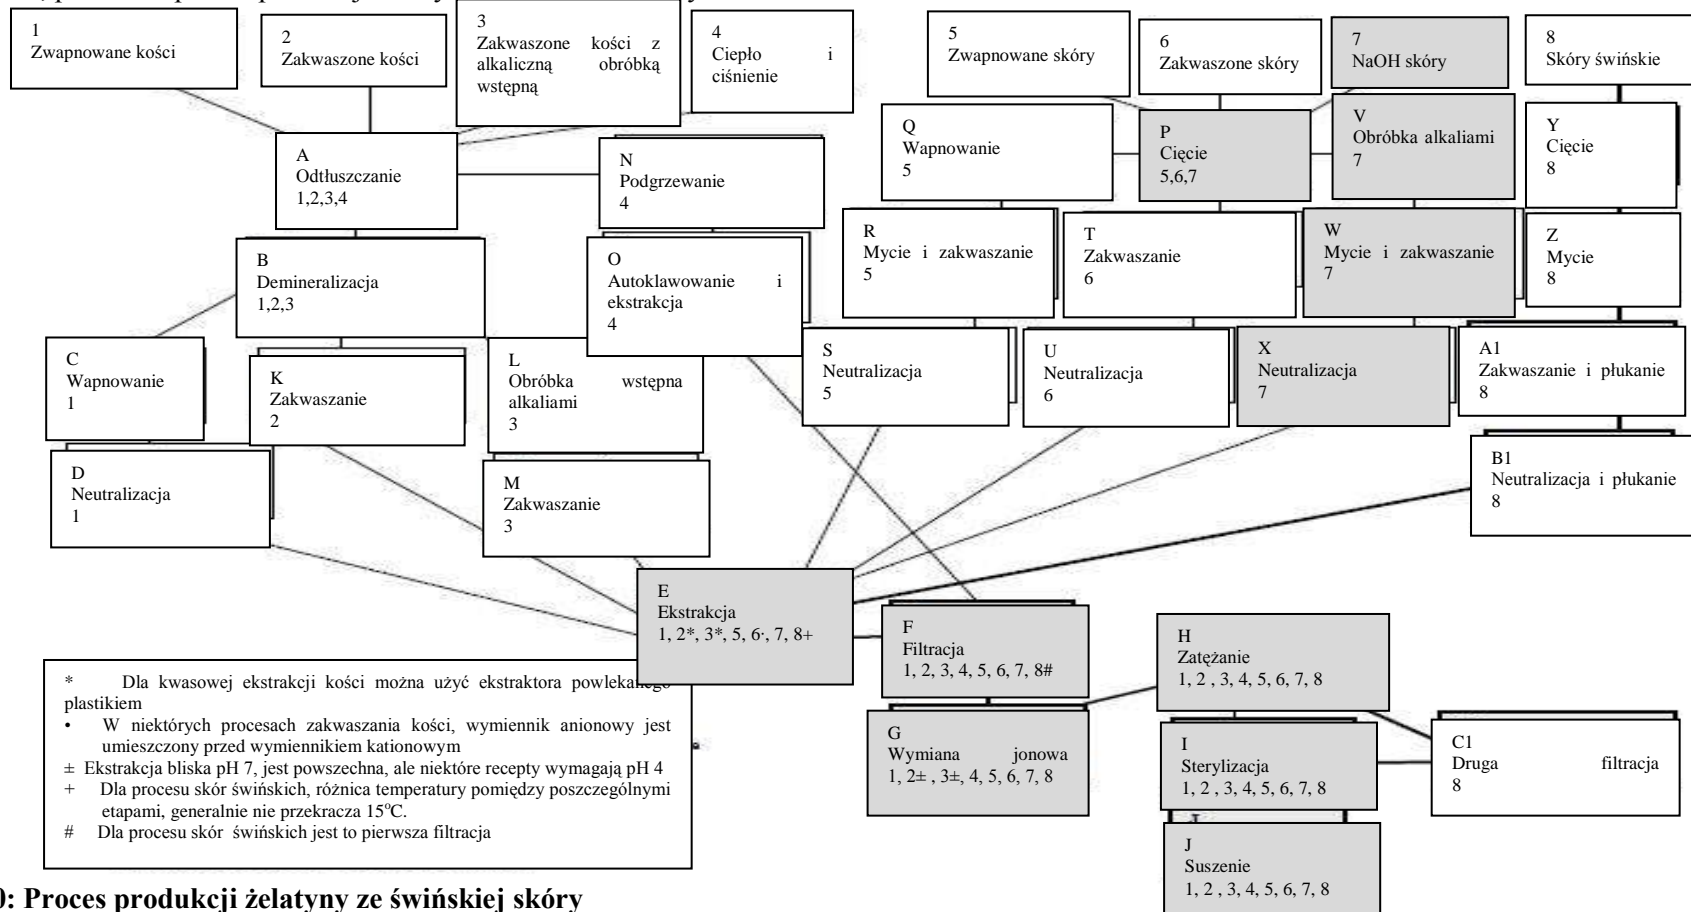 1
Zwapnowane kości
2
Zakwaszone kości
3
Zakwaszone kości z
alkaliczną obróbką
wstępną
4
Ciepło i
ciśnienie
5
Zwapnowane skóry
6
Zakwaszone skóry
7
NaOH skóry
8
Skóry świńskie
A
Odtłuszczanie
1,2,3,4
N
Podgrzewanie
4
Q
Wapnowanie
5
P
Cięcie
5,6,7
V
Obróbka alkaliami
7
Y
Cięcie
8
B
Demineralizacja
1,2,3
O
Autoklawowanie i
ekstrakcja
4
R
Mycie i zakwaszanie
5
T
Zakwaszanie
6
W
Mycie i zakwaszanie
7
Z
Mycie
8
C
Wapnowanie
1
K
Zakwaszanie
2
L
Obróbka wstępna
alkaliami
3
S
Neutralizacja
5
U
Neutralizacja
6
X
Neutralizacja
7
A1
Zakwaszanie i płukanie
8
D
Neutralizacja
1
M
Zakwaszanie
3
B1
Neutralizacja i płukanie
8
E
Ekstrakcja
1, 2*, 3*, 5, 6·, 7, 8+
F
Filtracja
1, 2, 3, 4, 5, 6, 7, 8#
H
Zatężanie
1, 2 , 3, 4, 5, 6, 7, 8
G
Wymiana jonowa
1, 2± , 3±, 4, 5, 6, 7, 8
I
Sterylizacja
1, 2 , 3, 4, 5, 6, 7, 8
C1
Druga filtracja
8
J
Suszenie
1, 2 , 3, 4, 5, 6, 7, 8
* Dla kwasowej ekstrakcji kości można użyć ekstraktora powlekanego
plastikiem
• W niektórych procesach zakwaszania kości, wymiennik anionowy jest
umieszczony przed wymiennikiem kationowym
± Ekstrakcja bliska pH 7, jest powszechna, ale niektóre recepty wymagają pH 4
+ Dla procesu skór świńskich, różnica temperatury pomiędzy poszczególnymi
etapami, generalnie nie przekracza 15°C.
# Dla procesu skór świńskich jest to pierwsza filtracja
0: Proces produkcji żelatyny ze świńskiej skóry